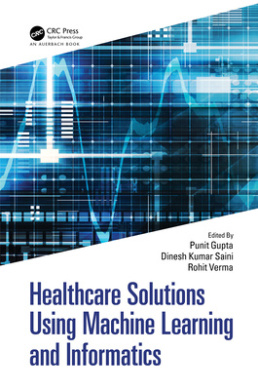 CRC Press
Taylor & Francis Group
AN AUERBACH BOOK
Edited By
Punit Gupta
Dinesh Kumar Saini
Rohit Verma
Healthcare Solutions
Using Machine Learning
and Informatics